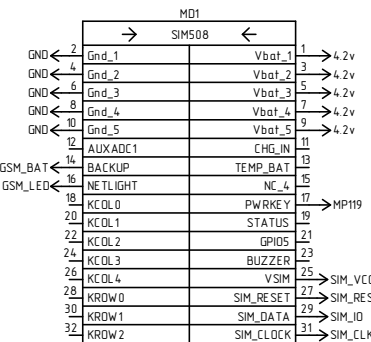 MD1
SIM508
GND 2 Gnd_1 Vbat_1 1 4.2v
GND 4 Gnd_2 Vbat_2 3 4.2v
GND 6 Gnd_3 Vbat_3 5 4.2v
GND 8 Gnd_4 Vbat_4 7 4.2v
GND 10 Gnd_5 Vbat_5 9 4.2v
12 AUXADC1 CHG_IN 11
GSM_BAT 14 BACKUP TEMP_BAT 13
GSM_LED 16 NETLIGHT NC_4 15
18 KCOL0 PWRKEY 17 MP119
20 KCOL1 STATUS 19
22 KCOL2 GPIO5 21
24 KCOL3 BUZZER 23
26 KCOL4 VSIM 25 SIM_VCC
28 KROW0 SIM_RESET 27 SIM_RES
30 KROW1 SIM_DATA 29 SIM_IO
32 KROW2 SIM_CLOCK 31 SIM_CLK